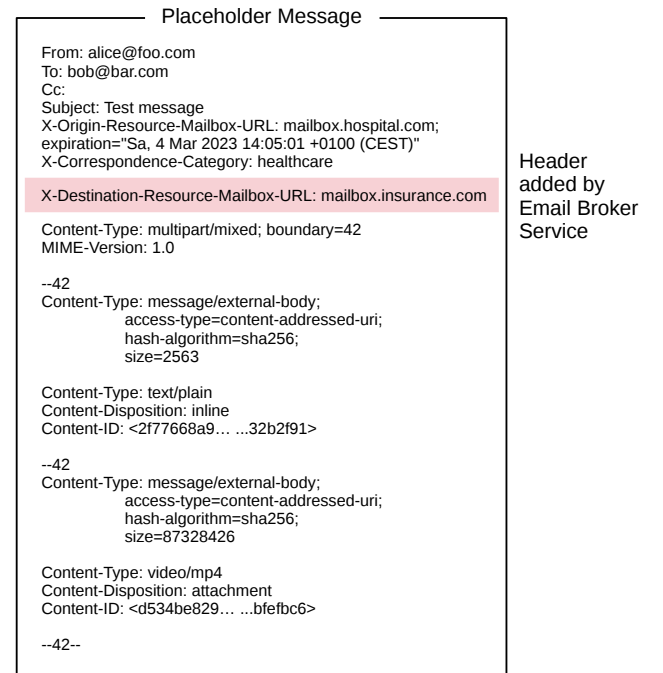 Placeholder Message
From: alice@foo.com
To: bob@bar.com
Cc:
Subject: Test message
X-Origin-Resource-Mailbox-URL: mailbox.hospital.com;
expiration="Sa, 4 Mar 2023 14:05:01 +0100 (CEST)"
X-Correspondence-Category: healthcare
X-Destination-Resource-Mailbox-URL: mailbox.insurance.com
Content-Type: multipart/mixed; boundary=42
MIME-Version: 1.0
--42
Content-Type: message/external-body;
access-type=content-addressed-uri;
hash-algorithm=sha256;
size=2563
Content-Type: text/plain
Content-Disposition: inline
Content-ID: <2f77668a9… ...32b2f91>
--42
Content-Type: message/external-body;
access-type=content-addressed-uri;
hash-algorithm=sha256;
size=87328426
Content-Type: video/mp4
Content-Disposition: attachment
Content-ID: <d534be829… ...bfefbc6>
--42--
Header
added by
Email Broker
Service